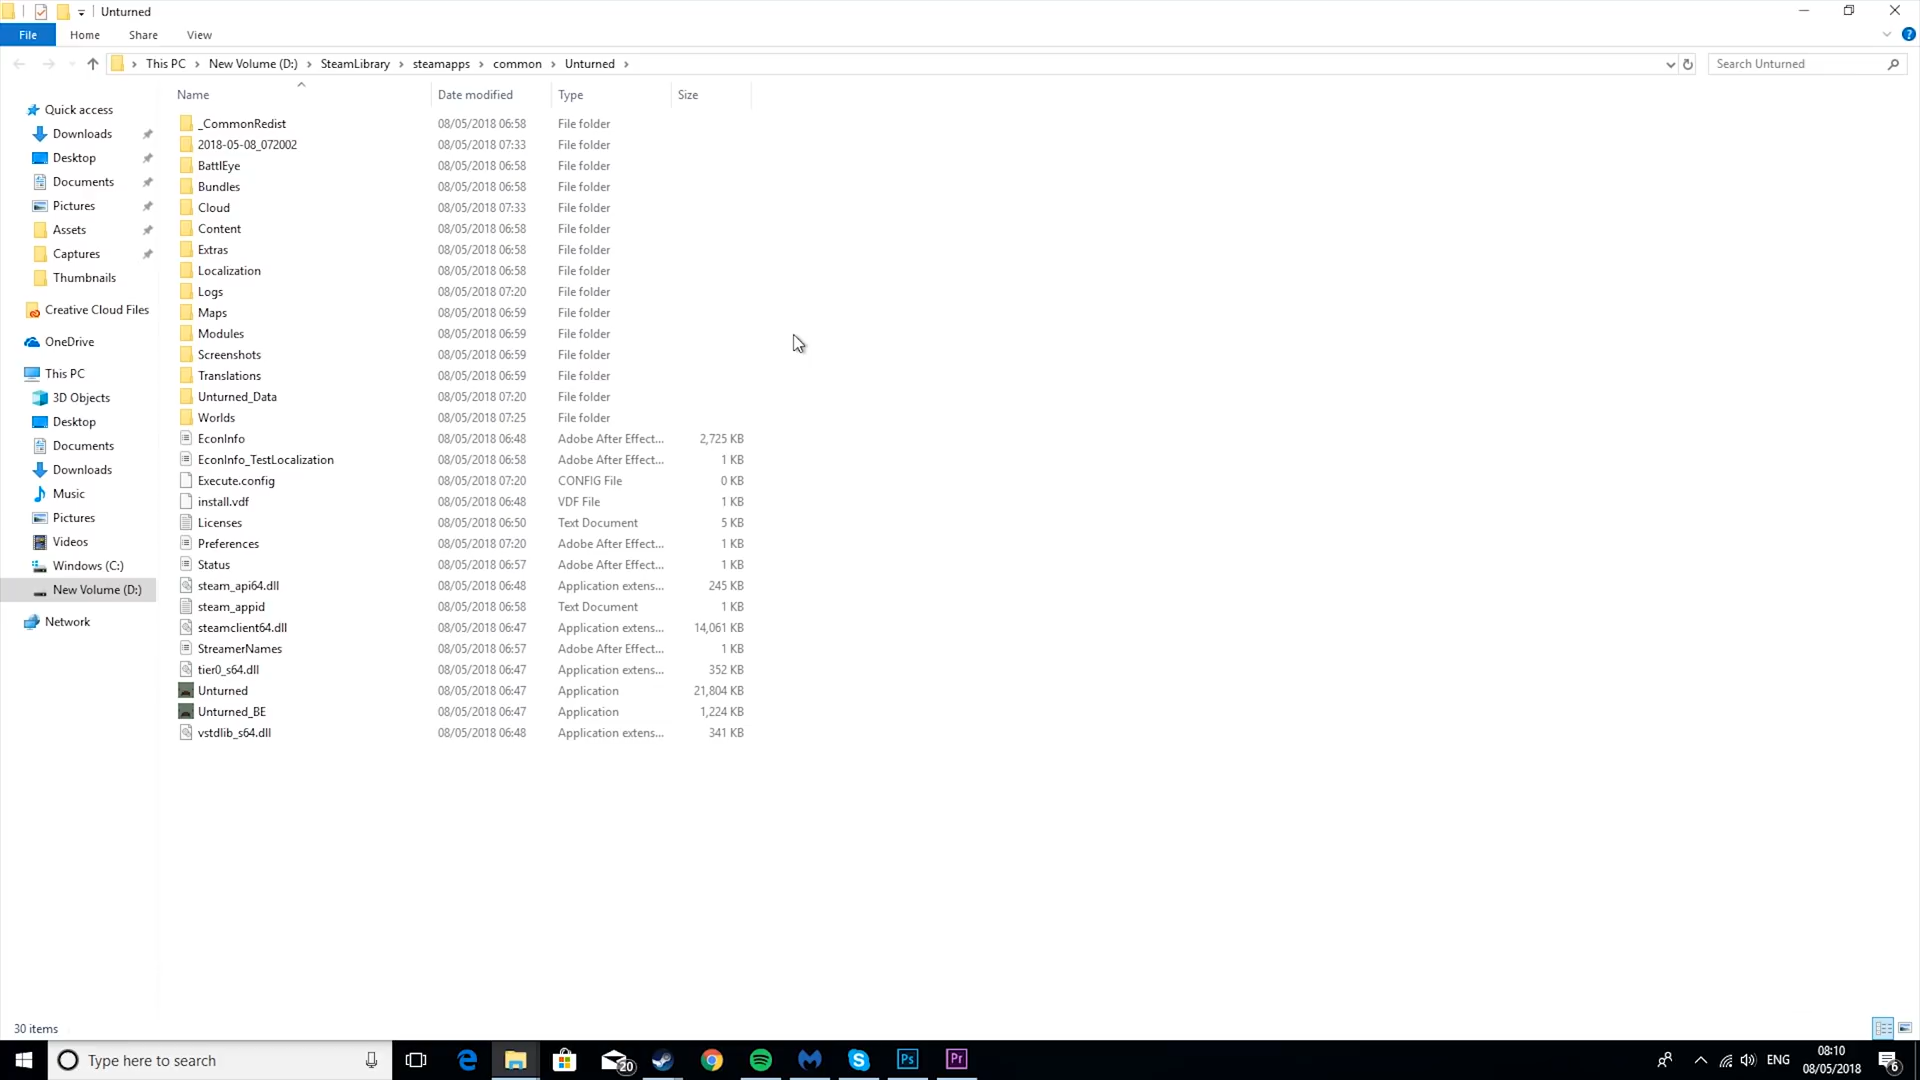 Unturned
File Home Share View
This PC New Volume (D:) SteamLibrary steamapps common Unturned
Search Unturned
Quick access
Downloads
Desktop
Documents
Pictures
Assets
Captures
Thumbnails
Creative Cloud Files
OneDrive
This PC
3D Objects
Desktop
Documents
Downloads
Music
Pictures
Videos
Windows (C:)
New Volume (D:)
Network
Name Date modified Type Size
_CommonRedist 08/05/2018 06:58 File folder
2018-05-08_072002 08/05/2018 07:33 File folder
BattlEye 08/05/2018 06:58 File folder
Bundles 08/05/2018 06:58 File folder
Cloud 08/05/2018 07:33 File folder
Content 08/05/2018 06:58 File folder
Extras 08/05/2018 06:58 File folder
Localization 08/05/2018 06:58 File folder
Logs 08/05/2018 07:20 File folder
Maps 08/05/2018 06:59 File folder
Modules 08/05/2018 06:59 File folder
Screenshots 08/05/2018 06:59 File folder
Translations 08/05/2018 06:59 File folder
Unturned_Data 08/05/2018 07:20 File folder
Worlds 08/05/2018 07:25 File folder
EconInfo 08/05/2018 06:48 Adobe After Effect... 2,725 KB
EconInfo_TestLocalization 08/05/2018 06:58 Adobe After Effect... 1 KB
Execute.config 08/05/2018 07:20 CONFIG File 0 KB
install.vdf 08/05/2018 06:48 VDF File 1 KB
Licenses 08/05/2018 06:50 Text Document 5 KB
Preferences 08/05/2018 07:20 Adobe After Effect... 1 KB
Status 08/05/2018 06:57 Adobe After Effect... 1 KB
steam_api64.dll 08/05/2018 06:48 Application extens... 245 KB
steam_appid 08/05/2018 06:58 Text Document 1 KB
steamclient64.dll 08/05/2018 06:47 Application extens... 14,061 KB
StreamerNames 08/05/2018 06:57 Adobe After Effect... 1 KB
tier0_s64.dll 08/05/2018 06:47 Application extens... 352 KB
Unturned 08/05/2018 06:47 Application 21,804 KB
Unturned_BE 08/05/2018 06:47 Application 1,224 KB
vstdlib_s64.dll 08/05/2018 06:48 Application extens... 341 KB
30 items
Type here to search
20
Ps
Pr
ENG
08:10
08/05/2018
6